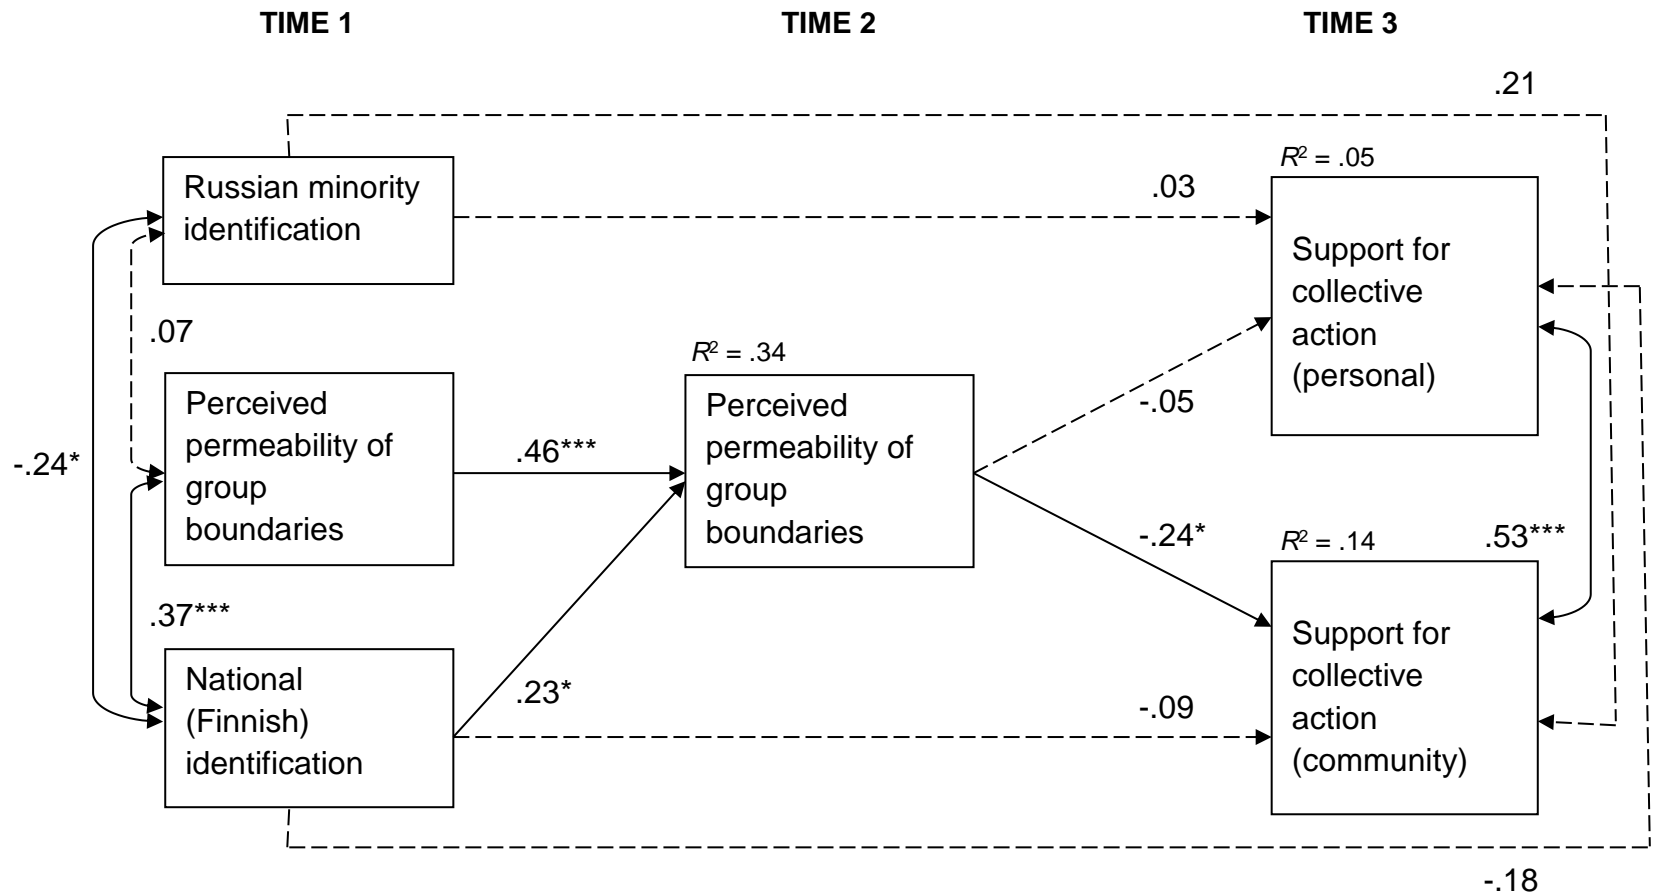 TIME 1
TIME 2
TIME 3
.21
R² = .05
Russian minority
identification
.03
Support for
collective
action
(personal)
.07
R² = .34
Perceived
permeability of
group
boundaries
Perceived
permeability of
group
boundaries
-.05
-.24*
.46***
-.24*
R² = .14
.53***
.37***
National
(Finnish)
identification
.23*
-.09
Support for
collective
action
(community)
-.18